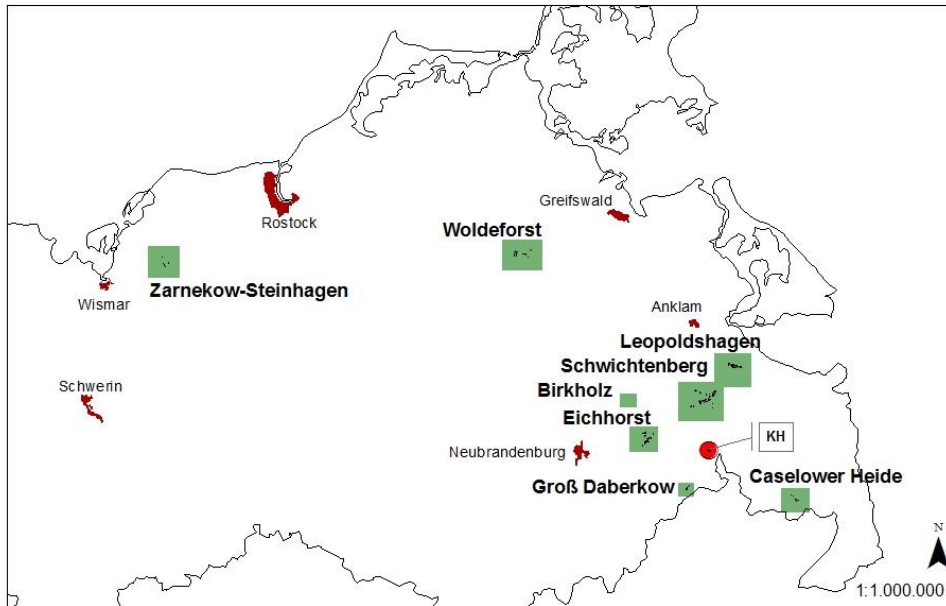 Rostock
Greifswald
Woldeforst
Zarnekow-Steinhagen
Wismar
Anklam
Leopoldshagen
Schwichtenberg
Schwerin
Birkholz
Eichhorst
KH
Neubrandenburg
Caselower Heide
Groß Daberkow
N
1:1.000.000